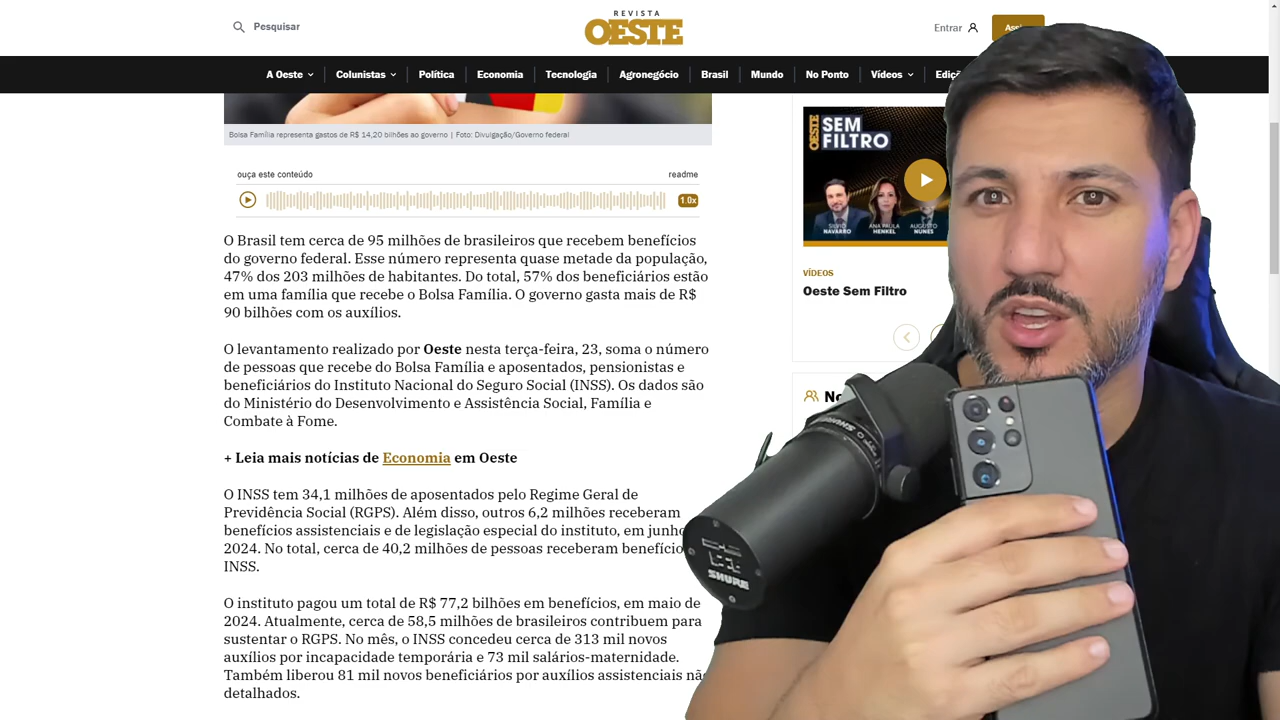 Pesquisar
REVISTA
OESTE
Entrar
A Oeste
Colunistas
Política
Economia
Tecnologia
Agronegócio
Brasil
Mundo
No Ponto
Vídeos
Bolsa Família representa gastos de R$ 14,20 bilhões ao governo | Foto: Divulgação/Governo federal
ouça este conteúdo
readme
1.0x
O Brasil tem cerca de 95 milhões de brasileiros que recebem benefícios
do governo federal. Esse número representa quase metade da população,
47% dos 203 milhões de habitantes. Do total, 57% dos beneficiários estão
em uma família que recebe o Bolsa Família. O governo gasta mais de R$
90 bilhões com os auxílios.
O levantamento realizado por Oeste nesta terça-feira, 23, soma o número
de pessoas que recebe do Bolsa Família e aposentados, pensionistas e
beneficiários do Instituto Nacional do Seguro Social (INSS). Os dados são
do Ministério do Desenvolvimento e Assistência Social, Família e
Combate à Fome.
+ Leia mais notícias de Economia em Oeste
O INSS tem 34,1 milhões de aposentados pelo Regime Geral de
Previdência Social (RGPS). Além disso, outros 6,2 milhões receberam
benefícios assistenciais e de legislação especial do instituto, em junho
2024. No total, cerca de 40,2 milhões de pessoas receberam
INSS.
O instituto pagou um total de R$ 77,2 bilhões em benefícios, em maio de
2024. Atualmente, cerca de 58,5 milhões de brasileiros contribuem para
sustentar o RGPS. No mês, o INSS concedeu cerca de 313 mil novos
auxílios por incapacidade temporária e 73 mil salários-maternidade.
Também liberou 81 mil novos beneficiários por auxílios assistenciais não
detalhados.
OESTE
SEM
FILTRO
SILVIO
NAVARRO
ANA PAULA
HENKEL
AUGUSTO
NUNES
VÍDEOS
Oeste Sem Filtro
SHURE